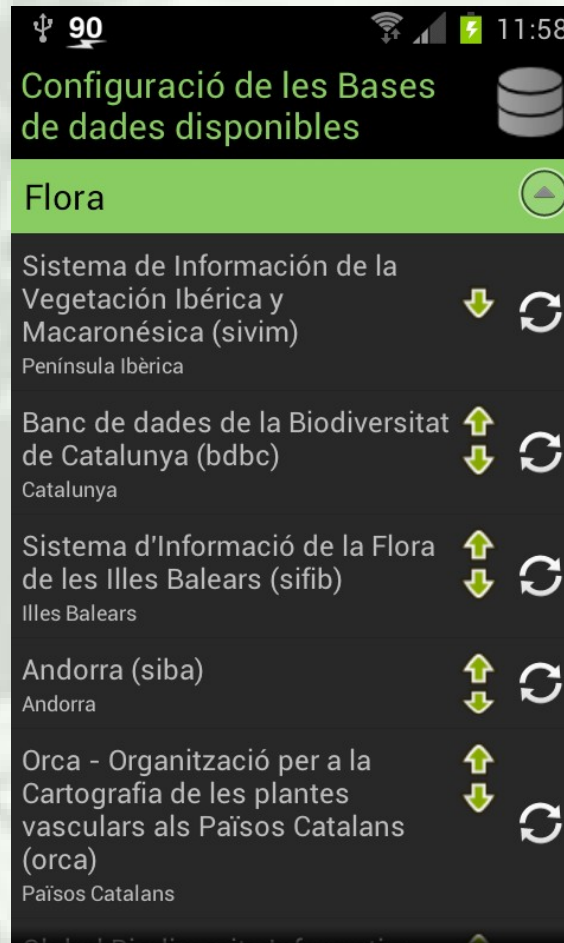 90
11:58
Configuració de les Bases
de dades disponibles
Flora
Sistema de Información de la
Vegetación Ibérica y
Macaronésica (sivim)
Península Ibèrica
Banc de dades de la Biodiversitat
de Catalunya (bdbc)
Catalunya
Sistema d'Informació de la Flora
de les Illes Balears (sifib)
Illes Balears
Andorra (siba)
Andorra
Orca - Organització per a la
Cartografia de les plantes
vasculars als Països Catalans
(orca)
Països Catalans